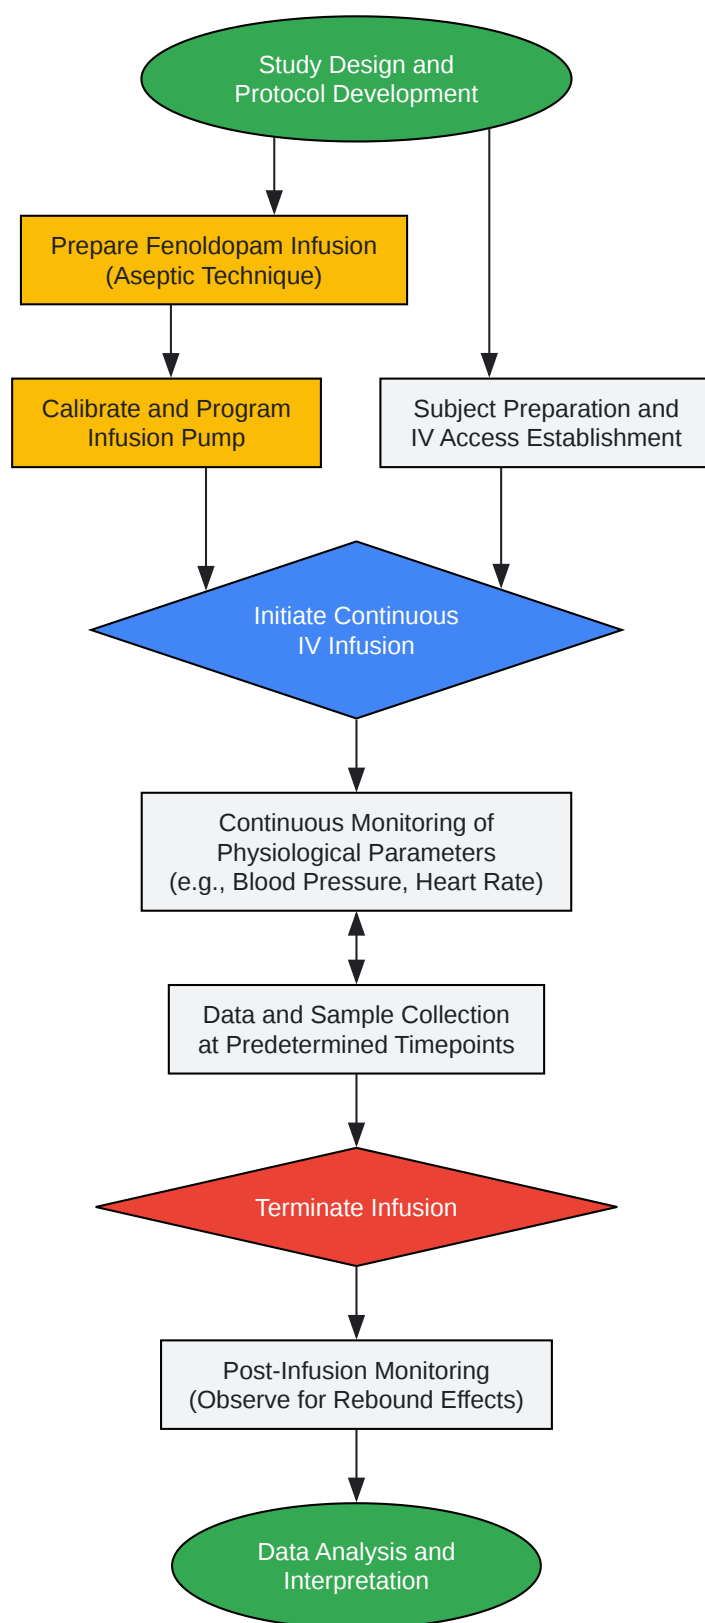 Study Design and
Protocol Development
Prepare Fenoldopam Infusion
(Aseptic Technique)
Calibrate and Program
Infusion Pump
Subject Preparation and
IV Access Establishment
Initiate Continuous
IV Infusion
Continuous Monitoring of
Physiological Parameters
(e.g., Blood Pressure, Heart Rate)
Data and Sample Collection
at Predetermined Timepoints
Terminate Infusion
Post-Infusion Monitoring
(Observe for Rebound Effects)
Data Analysis and
Interpretation